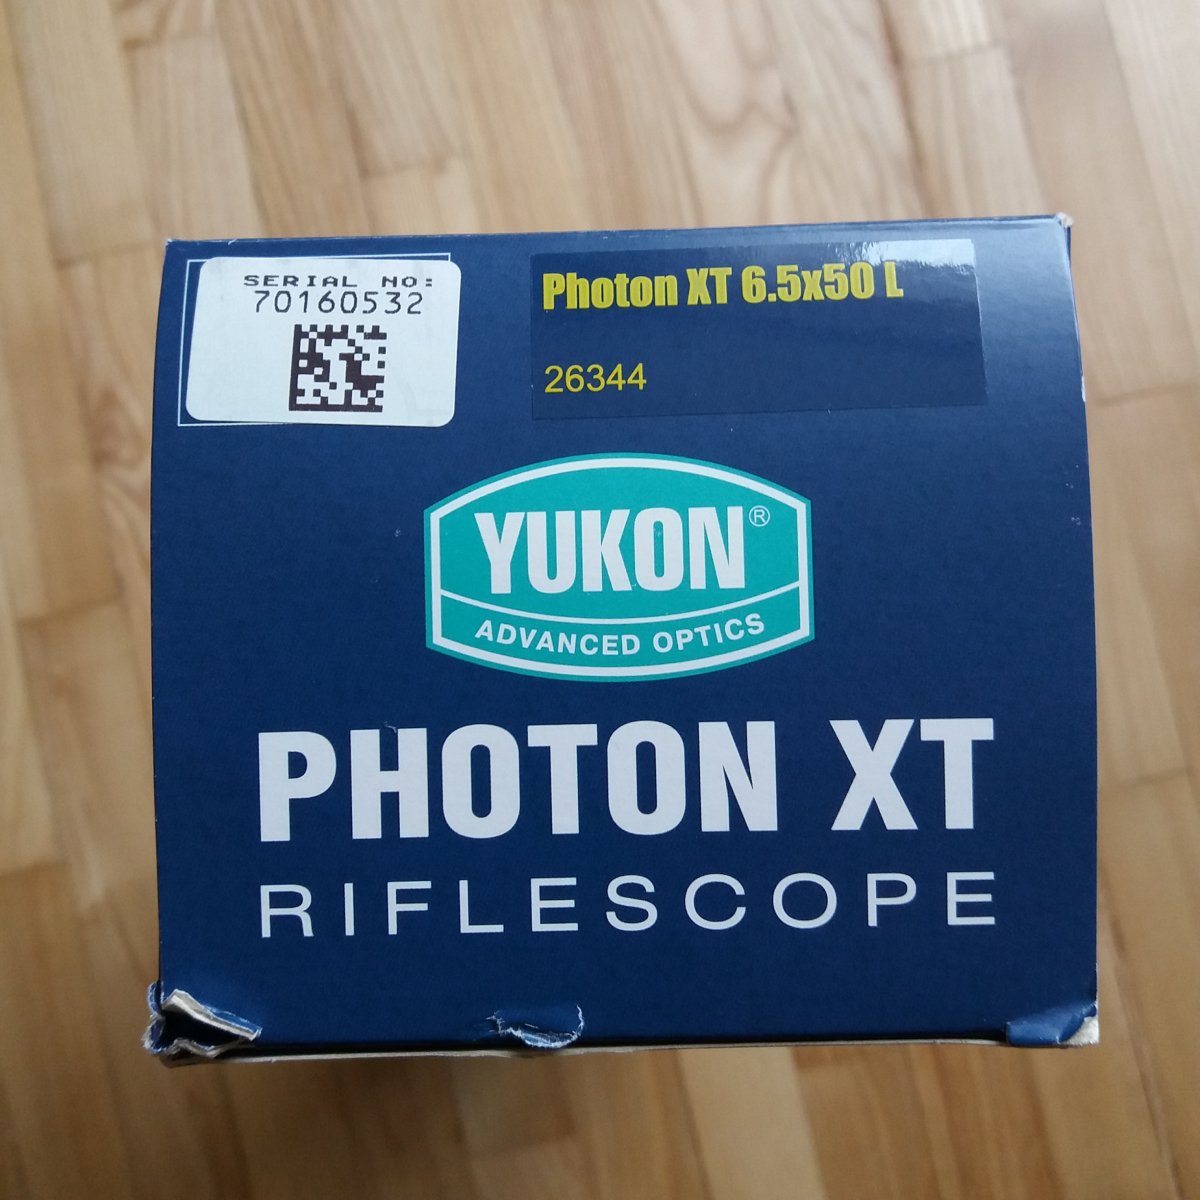 SERIAL NO:
70160532
Photon XT 6.5x50 L
26344
YUKON®
ADVANCED OPTICS
PHOTON XT
RIFLESCOPE